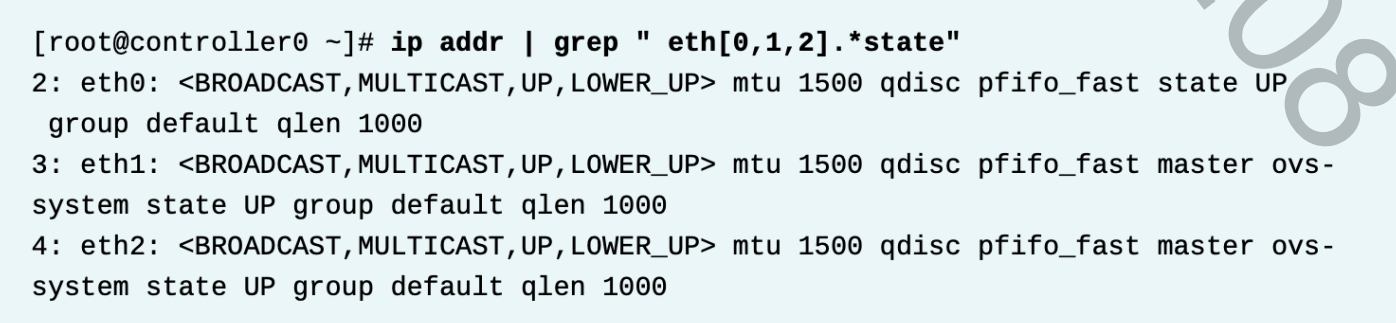 [root@controller0 ~]# ip addr | grep " eth[0,1,2].*state"
2: eth0: <BROADCAST,MULTICAST,UP,LOWER_UP> mtu 1500 qdisc pfifo_fast state UP
 group default qlen 1000
3: eth1: <BROADCAST,MULTICAST,UP,LOWER_UP> mtu 1500 qdisc pfifo_fast master ovs-
system state UP group default qlen 1000
4: eth2: <BROADCAST,MULTICAST,UP,LOWER_UP> mtu 1500 qdisc pfifo_fast master ovs-
system state UP group default qlen 1000